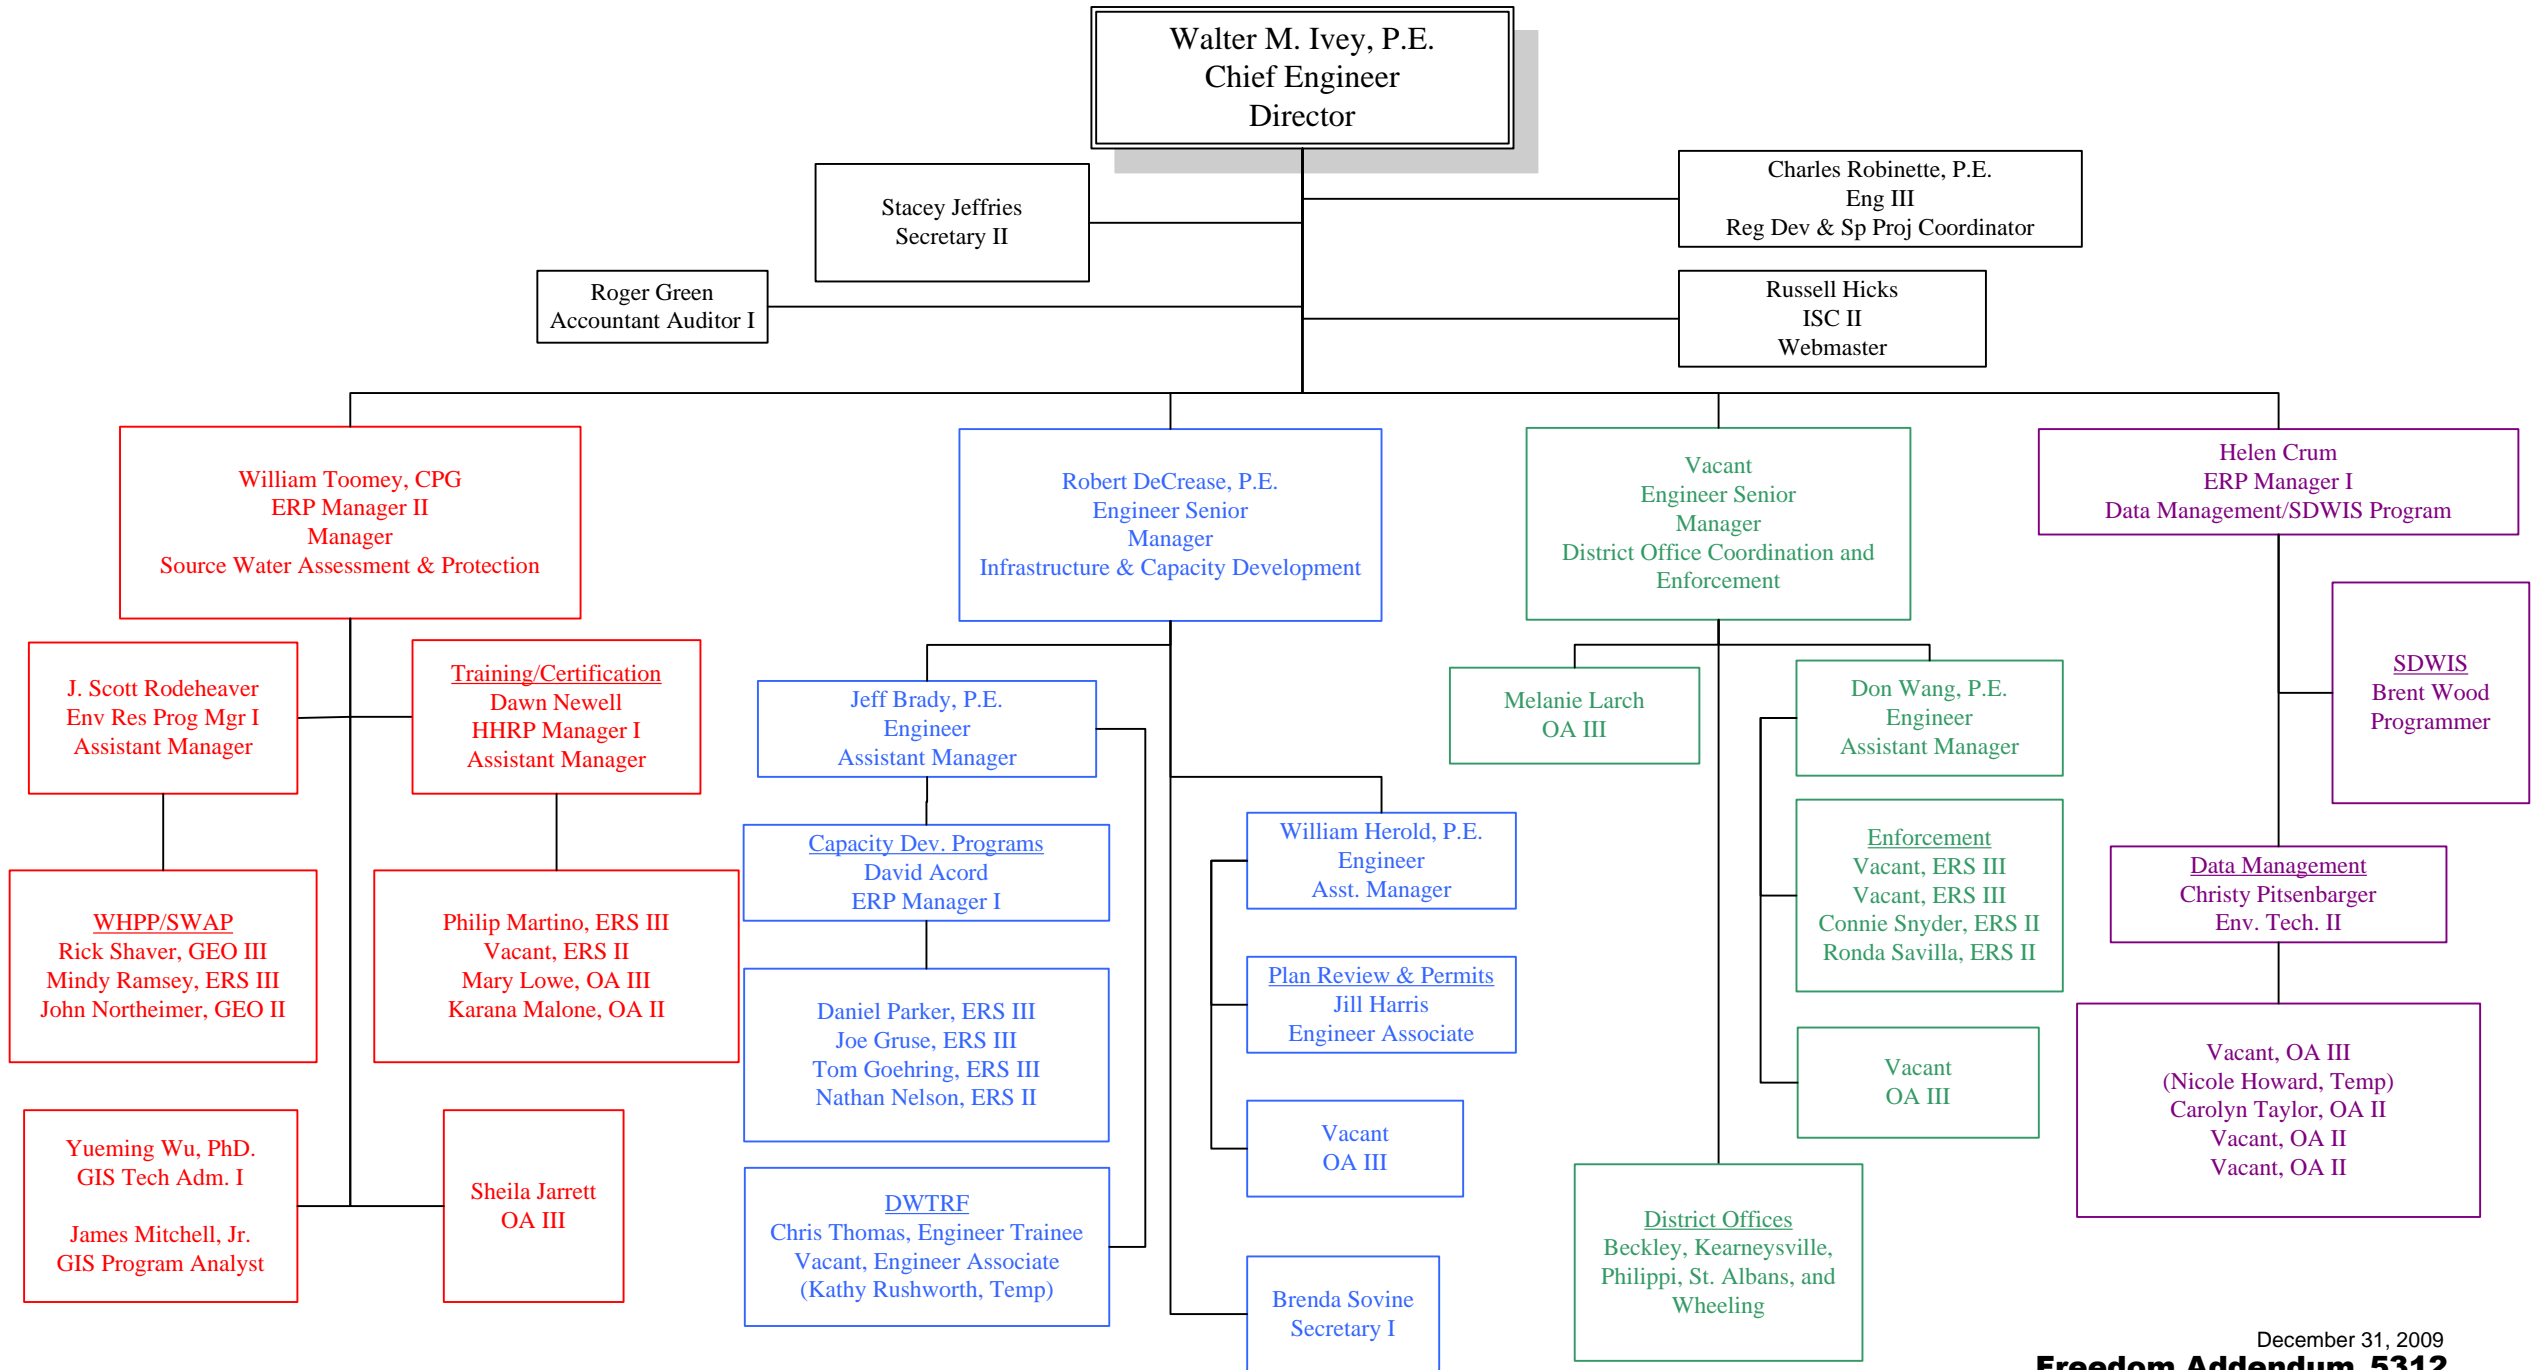 Walter M. Ivey, P.E.
Chief Engineer
Director
Stacey Jeffries
Secretary II
Charles Robinette, P.E.
Eng III
Reg Dev & Sp Proj Coordinator
Roger Green
Accountant Auditor I
Russell Hicks
ISC II
Webmaster
William Toomey, CPG
ERP Manager II
Manager
Source Water Assessment & Protection
Robert DeCrease, P.E.
Engineer Senior
Manager
Infrastructure & Capacity Development
Vacant
Engineer Senior
Manager
District Office Coordination and
Enforcement
Helen Crum
ERP Manager I
Data Management/SDWIS Program
J. Scott Rodeheaver
Env Res Prog Mgr I
Assistant Manager
Training/Certification
Dawn Newell
HHRP Manager I
Assistant Manager
Jeff Brady, P.E.
Engineer
Assistant Manager
Melanie Larch
OA III
Don Wang, P.E.
Engineer
Assistant Manager
SDWIS
Brent Wood
Programmer
Capacity Dev. Programs
David Acord
ERP Manager I
William Herold, P.E.
Engineer
Asst. Manager
Enforcement
Vacant, ERS III
Vacant, ERS III
Connie Snyder, ERS II
Ronda Savilla, ERS II
Data Management
Christy Pitsenbarger
Env. Tech. II
WHPP/SWAP
Rick Shaver, GEO III
Mindy Ramsey, ERS III
John Northeimer, GEO II
Philip Martino, ERS III
Vacant, ERS II
Mary Lowe, OA III
Karana Malone, OA II
Daniel Parker, ERS III
Joe Gruse, ERS III
Tom Goehring, ERS III
Nathan Nelson, ERS II
Plan Review & Permits
Jill Harris
Engineer Associate
Vacant
OA III
Vacant
OA III
Vacant, OA III
(Nicole Howard, Temp)
Carolyn Taylor, OA II
Vacant, OA II
Vacant, OA II
Yueming Wu, PhD.
GIS Tech Adm. I
James Mitchell, Jr.
GIS Program Analyst
Sheila Jarrett
OA III
DWTRF
Chris Thomas, Engineer Trainee
Vacant, Engineer Associate
(Kathy Rushworth, Temp)
Brenda Sovine
Secretary I
District Offices
Beckley, Kearneysville,
Philippi, St. Albans, and
Wheeling
December 31, 2009
Freedom Addendum_5312